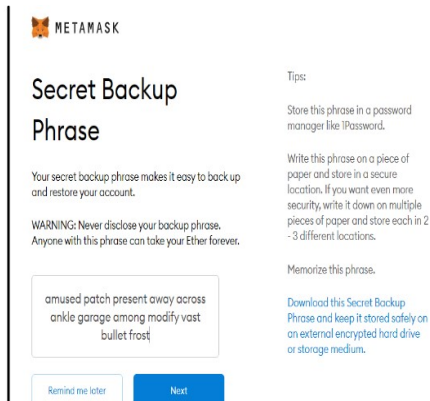 METAMASK
Secret Backup
Phrase
Your secret backup phrase makes it easy to back up
and restore your account.
WARNING: Never disclose your backup phrase.
Anyone with this phrase can take your Ether forever.
amused patch present away across
ankle garage among modify vast
bullet frost
Remind me later
Next
Tips:
Store this phrase in a password
manager like 1Password.
Write this phrase on a piece of
paper and store in a secure
location. If you want even more
security, write it down on multiple
pieces of paper and store each in 2
- 3 different locations.
Memorize this phrase.
Download this Secret Backup
Phrase and keep it stored safely on
an external encrypted hard drive
or storage medium.